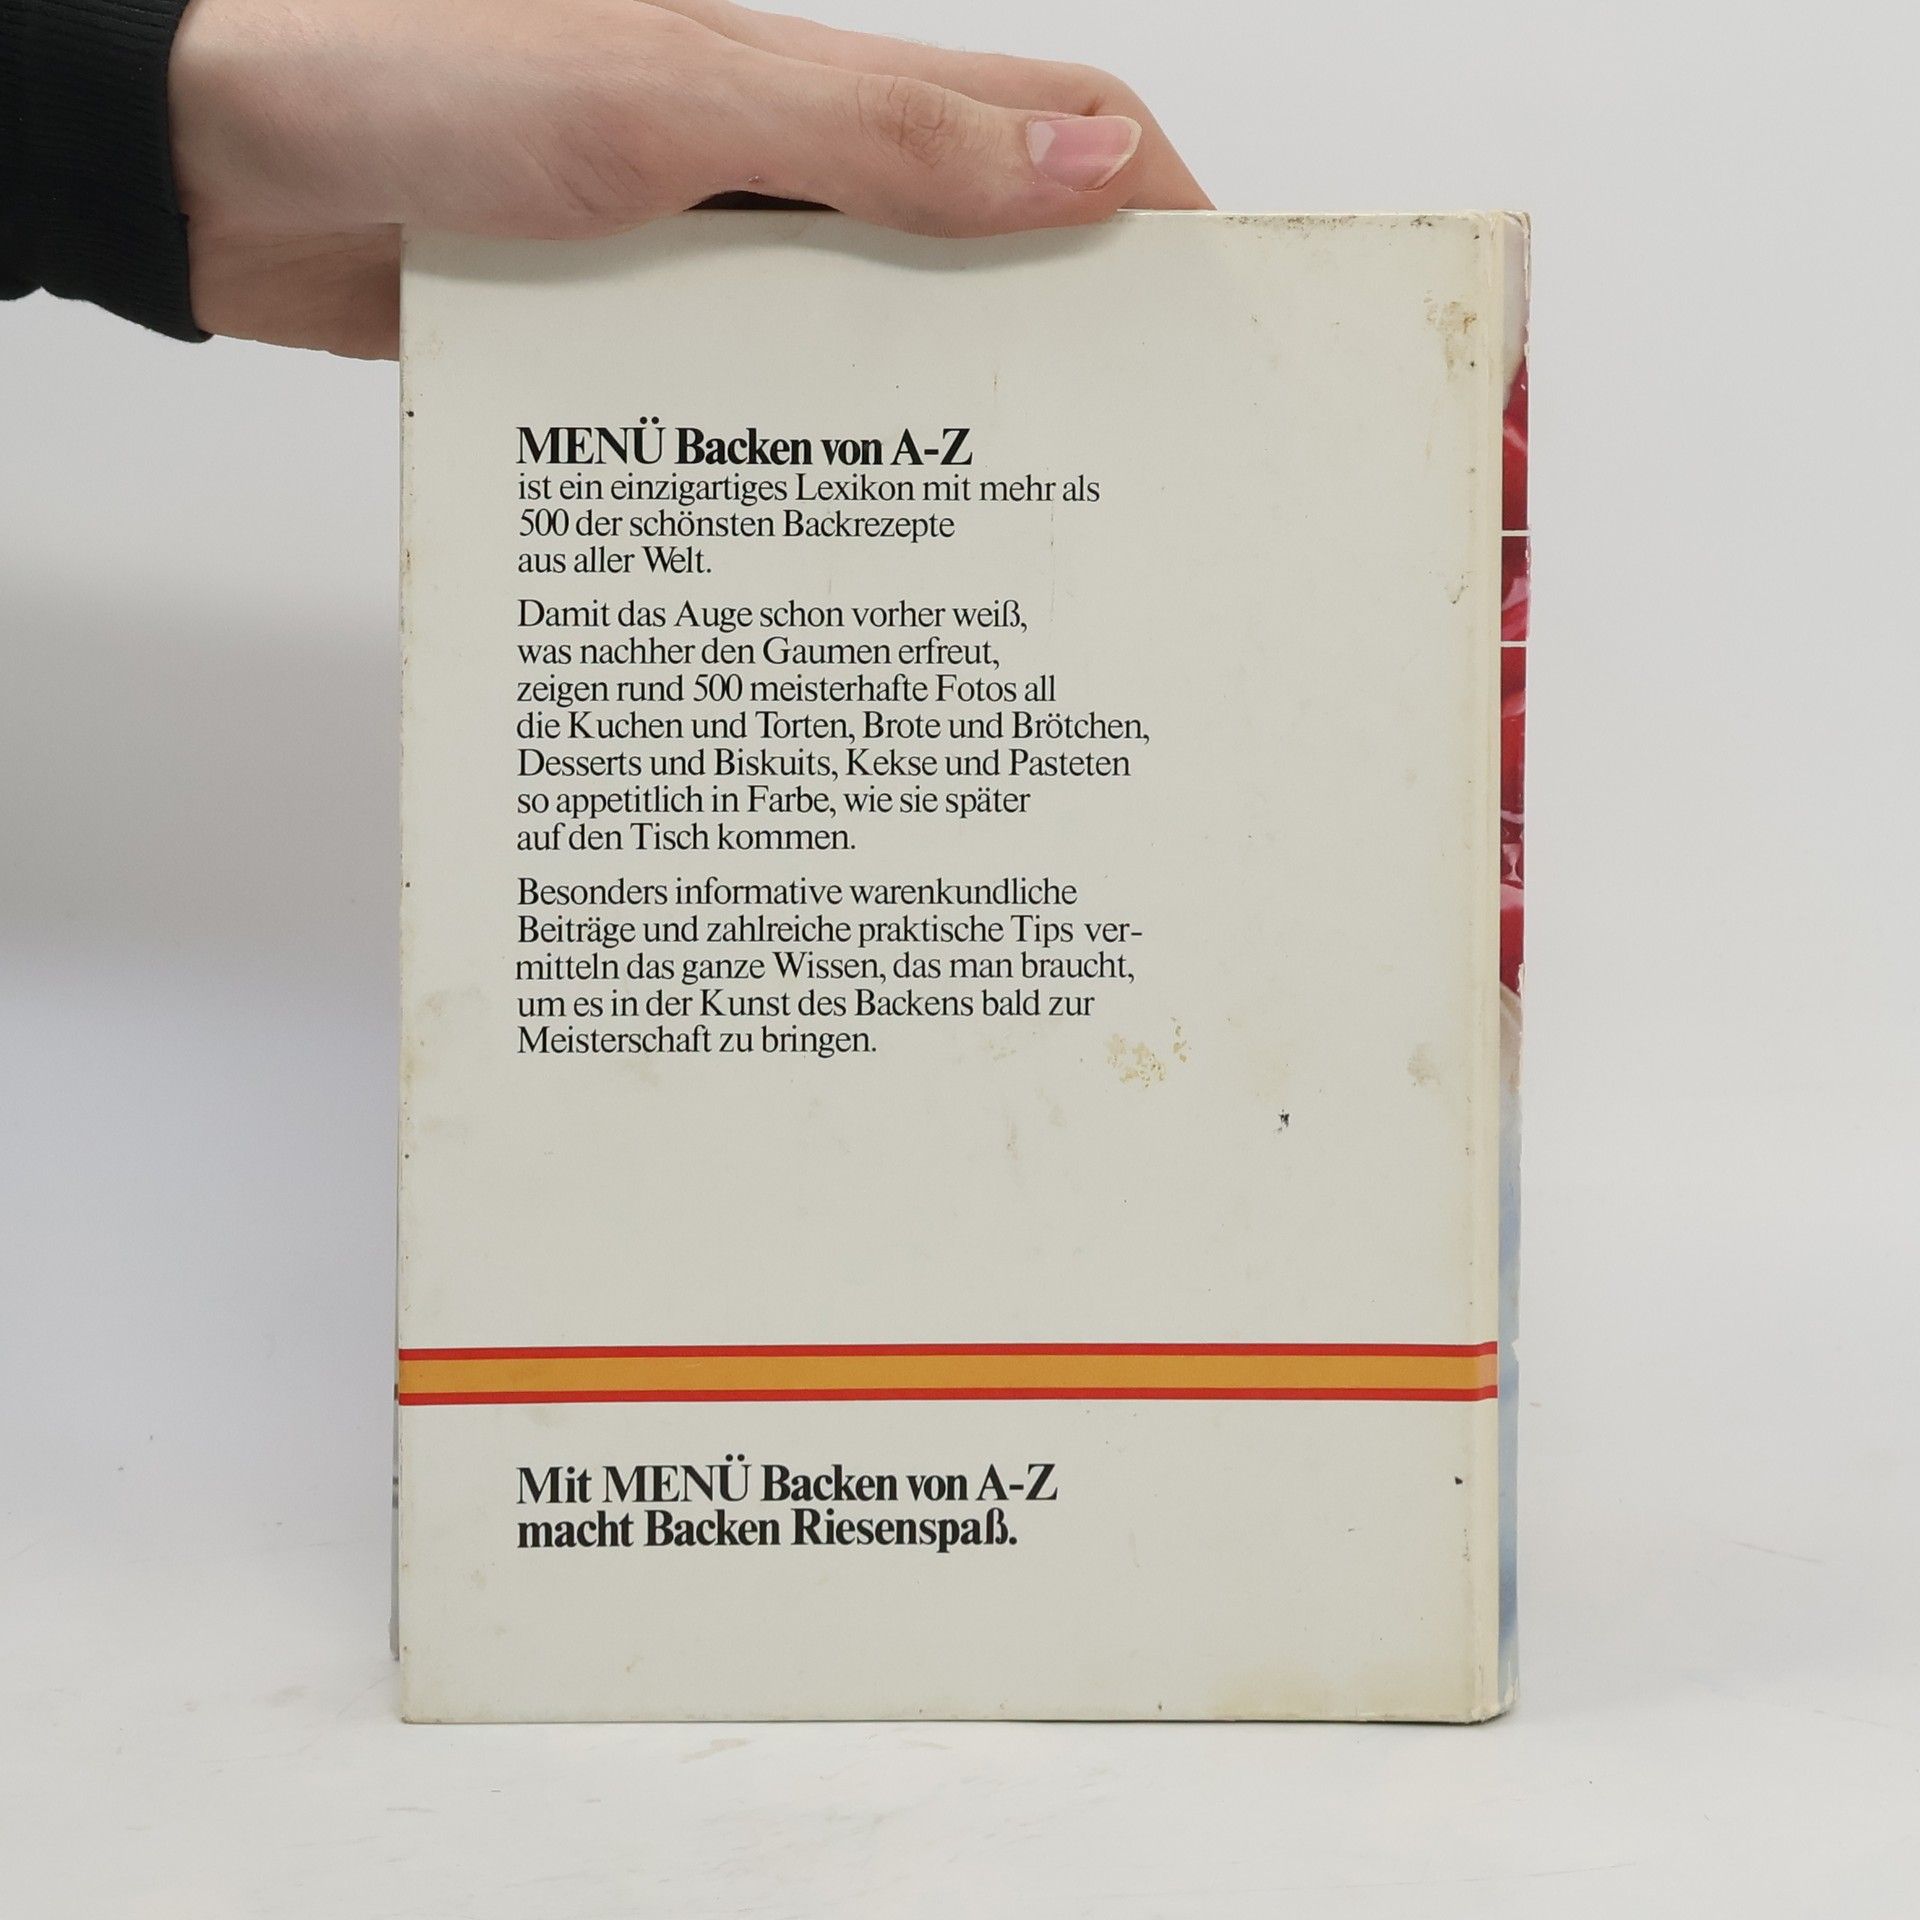 MENÜ Backen von A-Z
ist ein einzigartiges Lexikon mit mehr als
500 der schönsten Backrezepte
aus aller Welt.
Damit das Auge schon vorher weiß,
was nachher den Gaumen erfreut,
zeigen rund 500 meisterhafte Fotos all
die Kuchen und Torten, Brote und Brötchen,
Desserts und Biskuits, Kekse und Pasteten
so appetitlich in Farbe, wie sie später
auf den Tisch kommen.
Besonders informative warenkundliche
Beiträge und zahlreiche praktische Tips ver-
mitteln das ganze Wissen, das man braucht,
um es in der Kunst des Backens bald zur
Meisterschaft zu bringen.
Mit MENÜ Backen von A-Z
macht Backen Riesenspaß.